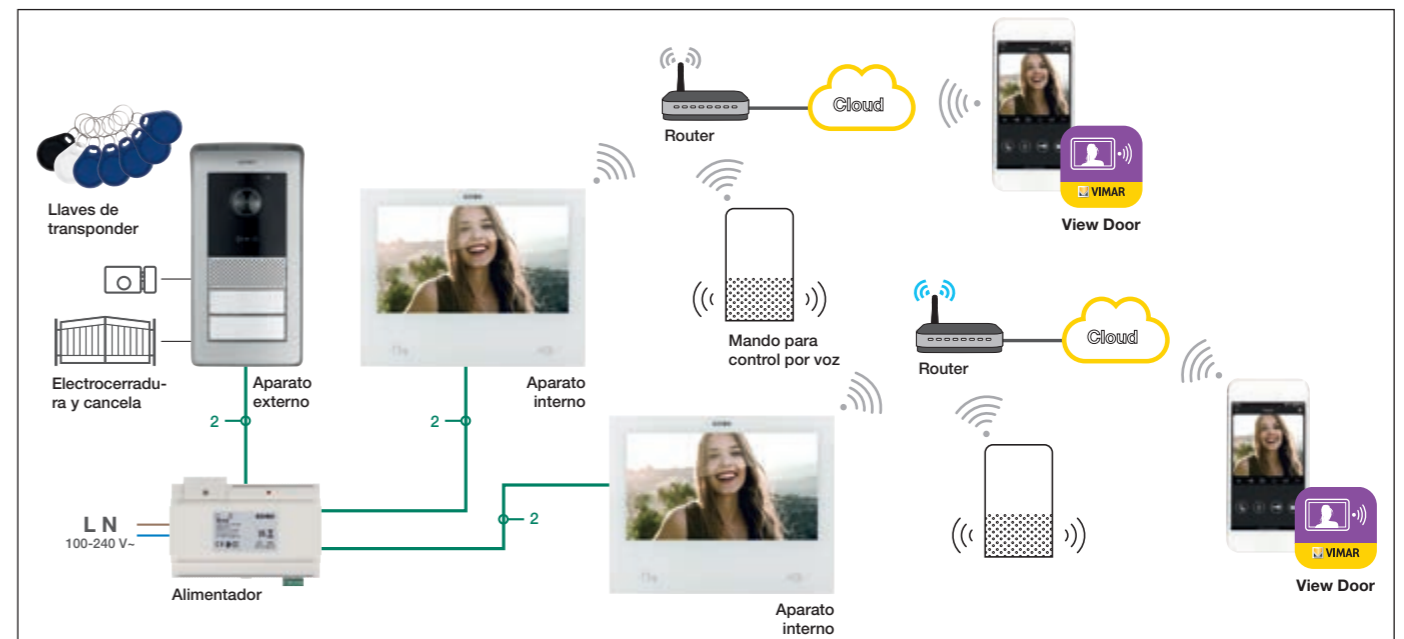 Cloud
Router
VIMAR
View Door
Llaves de
transponder
Mando para
control por voz
Cloud
Router
Electrocerradu-
ra y cancela
Aparato
externo
Aparato
interno
2
2
2
L N
100-240 V~
Alimentador
Aparato
interno
VIMAR
View Door